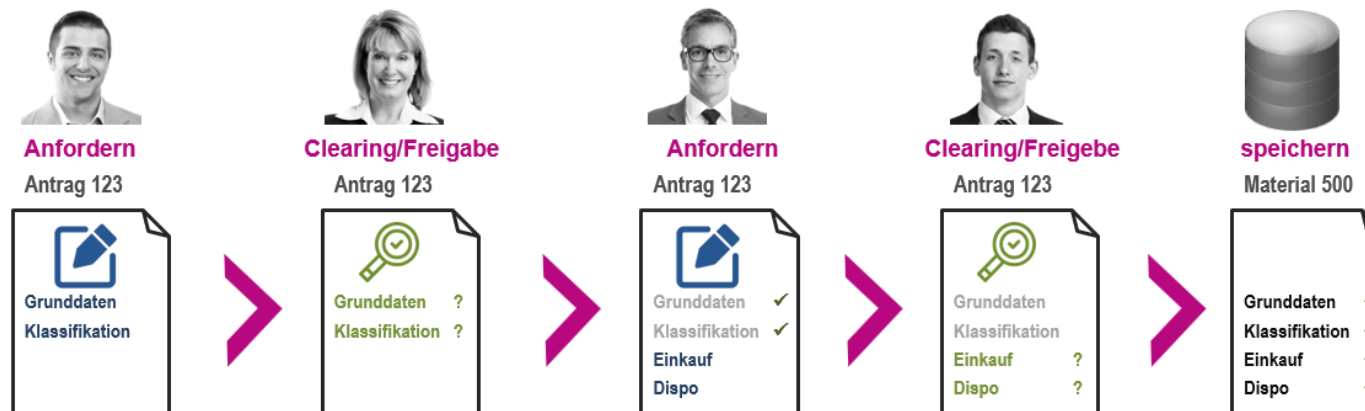 Anfordern
Antrag 123
Grunddaten
Klassifikation
Clearing/Freigabe
Antrag 123
Grunddaten ?
Klassifikation ?
Anfordern
Antrag 123
Grunddaten ✓
Klassifikation ✓
Einkauf
Dispo
Clearing/Freigebe
Antrag 123
Grunddaten
Klassifikation
Einkauf ?
Dispo ?
speichern
Material 500
Grunddaten
Klassifikation
Einkauf
Dispo